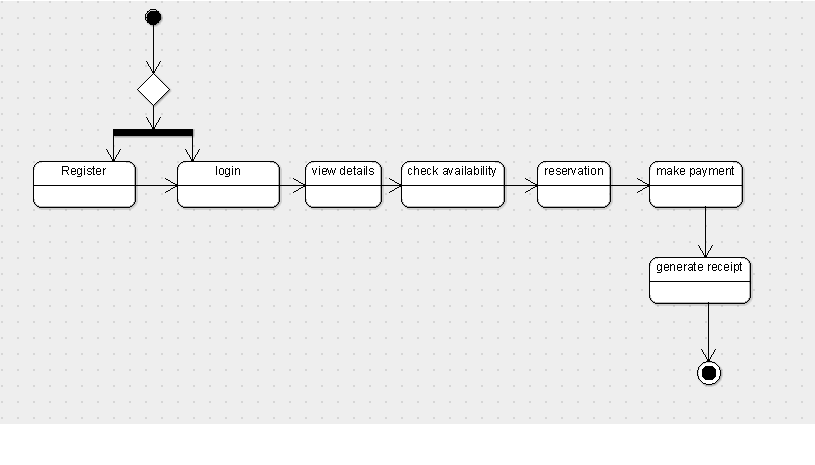 Register
login
view details
check availability
reservation
make payment
generate receipt